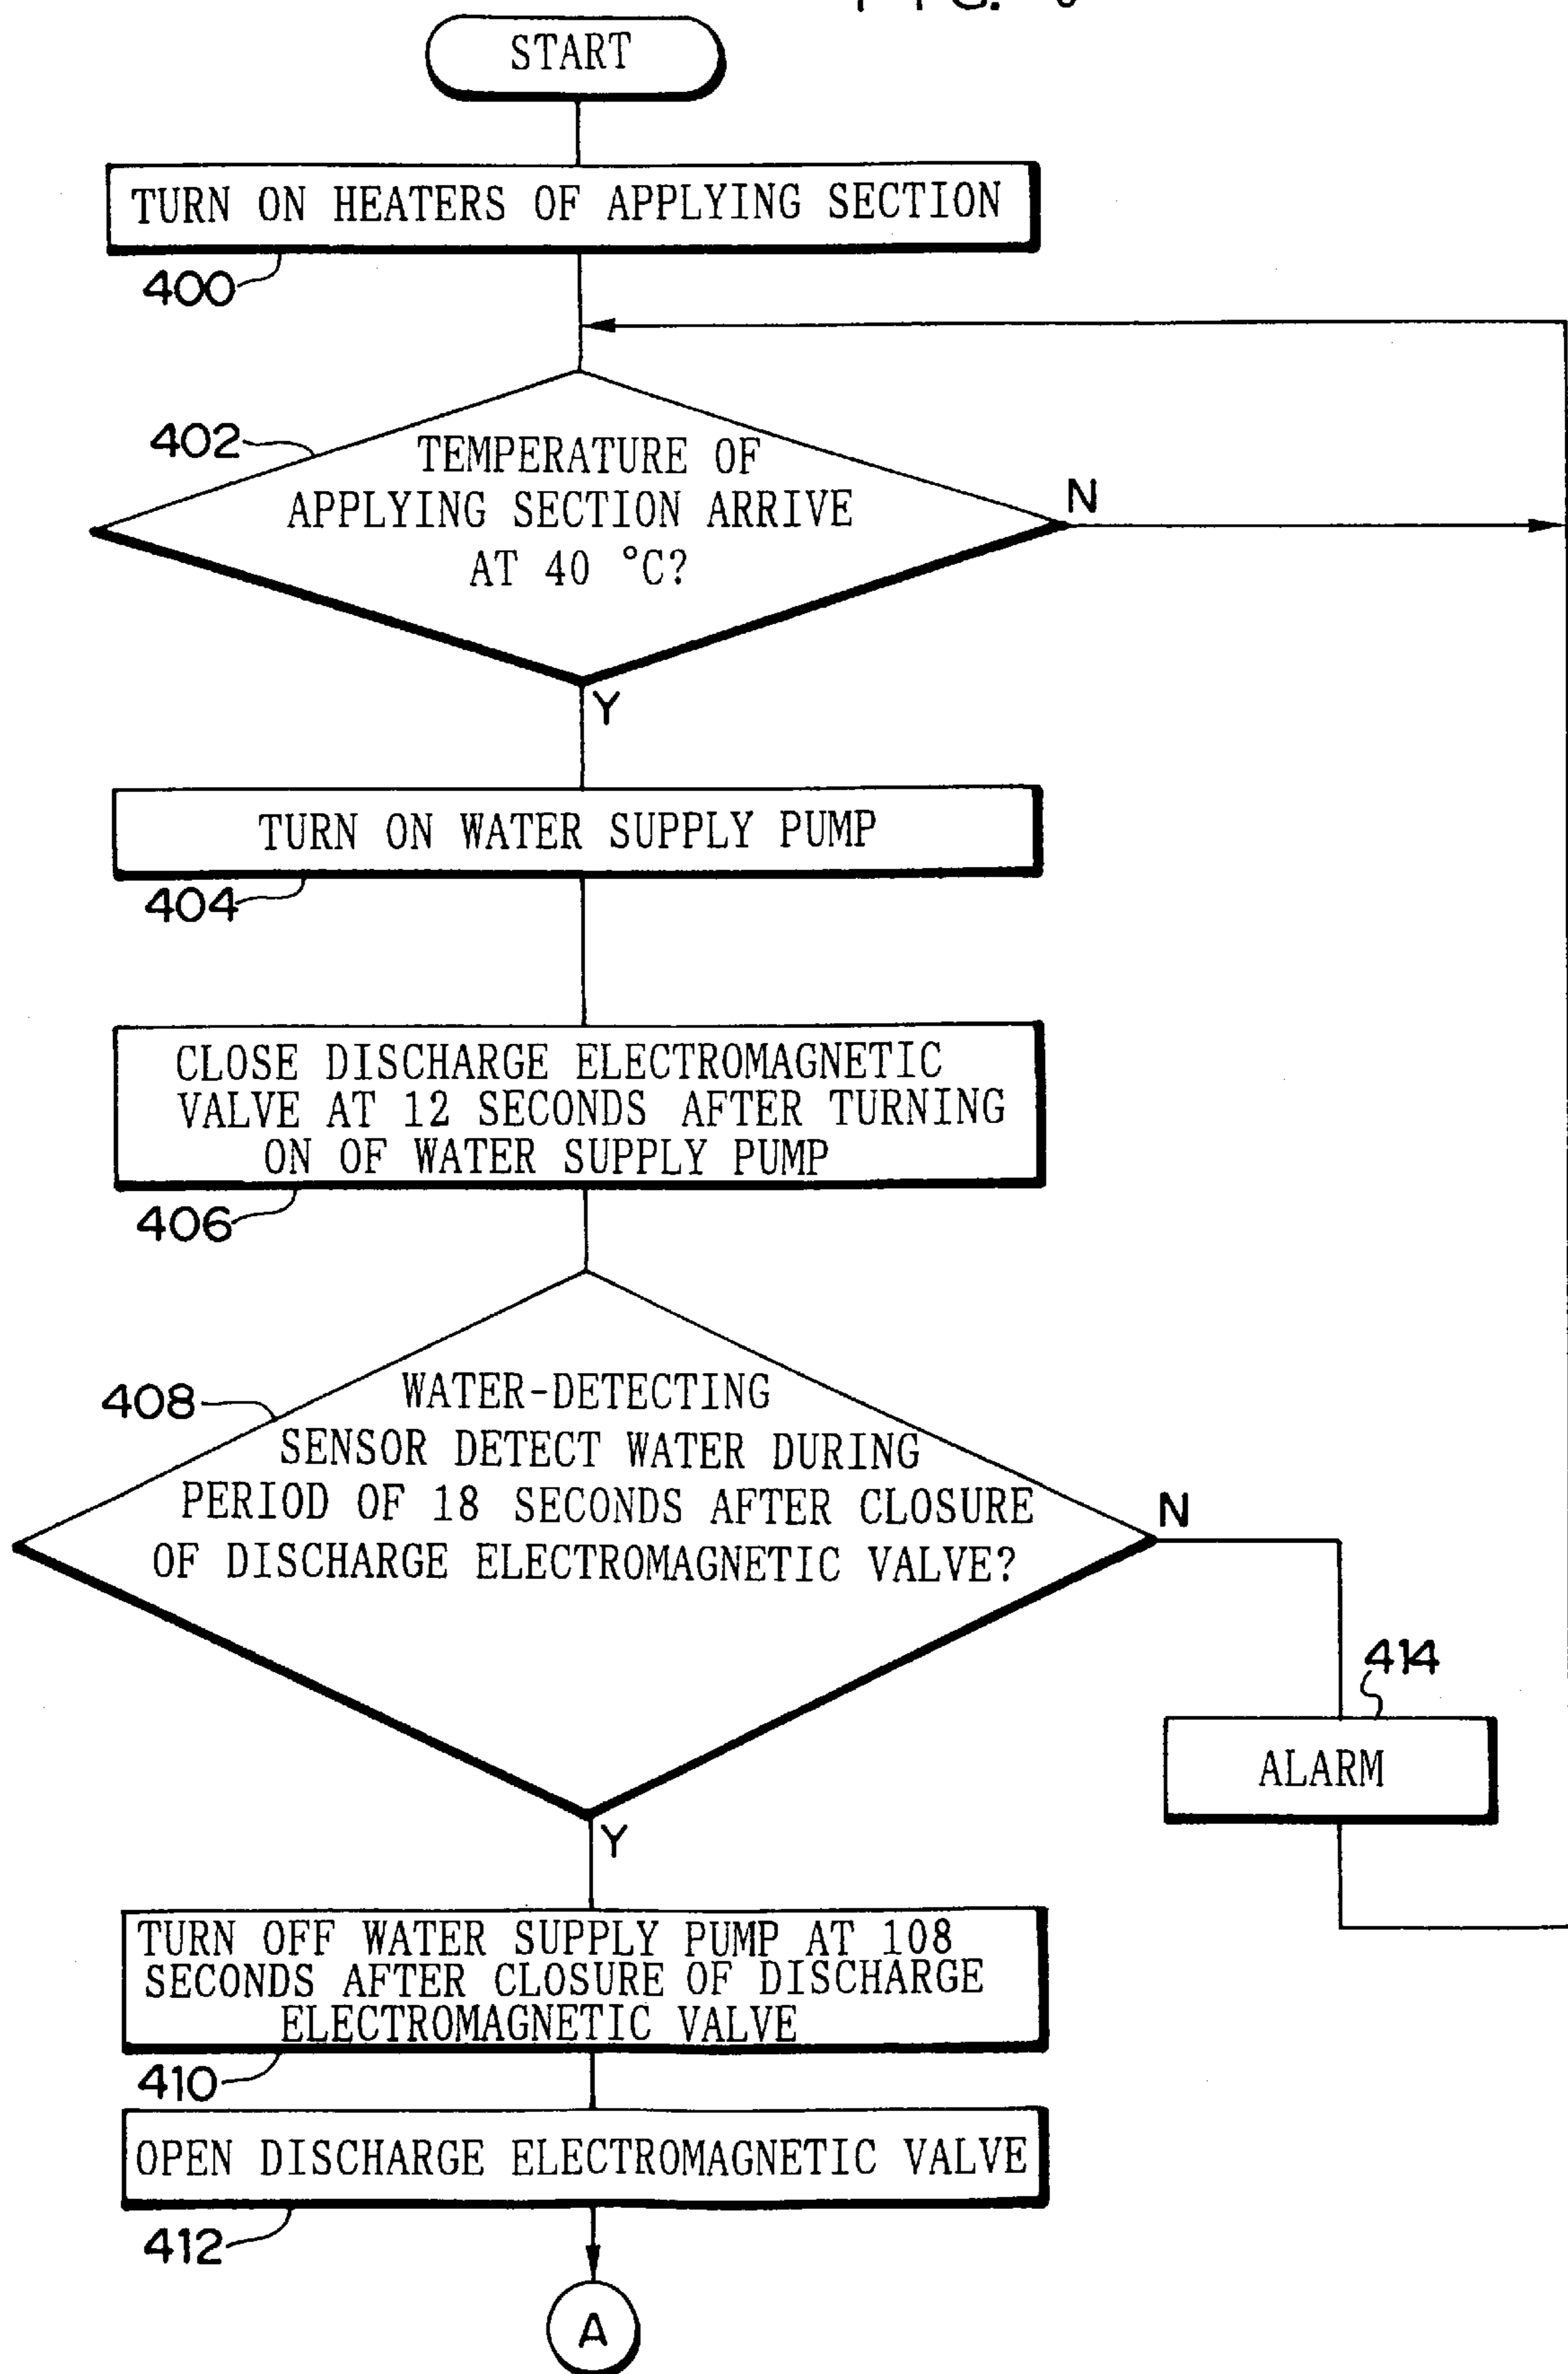 START
TURN ON HEATERS OF APPLYING SECTION
400
402
TEMPERATURE OF
APPLYING SECTION ARRIVE
AT 40 °C?
N
Y
TURN ON WATER SUPPLY PUMP
404
CLOSE DISCHARGE ELECTROMAGNETIC
VALVE AT 12 SECONDS AFTER TURNING
ON OF WATER SUPPLY PUMP
406
408
WATER-DETECTING
SENSOR DETECT WATER DURING
PERIOD OF 18 SECONDS AFTER CLOSURE
OF DISCHARGE ELECTROMAGNETIC VALVE?
N
414
ALARM
Y
TURN OFF WATER SUPPLY PUMP AT 108
SECONDS AFTER CLOSURE OF DISCHARGE
ELECTROMAGNETIC VALVE
410
OPEN DISCHARGE ELECTROMAGNETIC VALVE
412
A